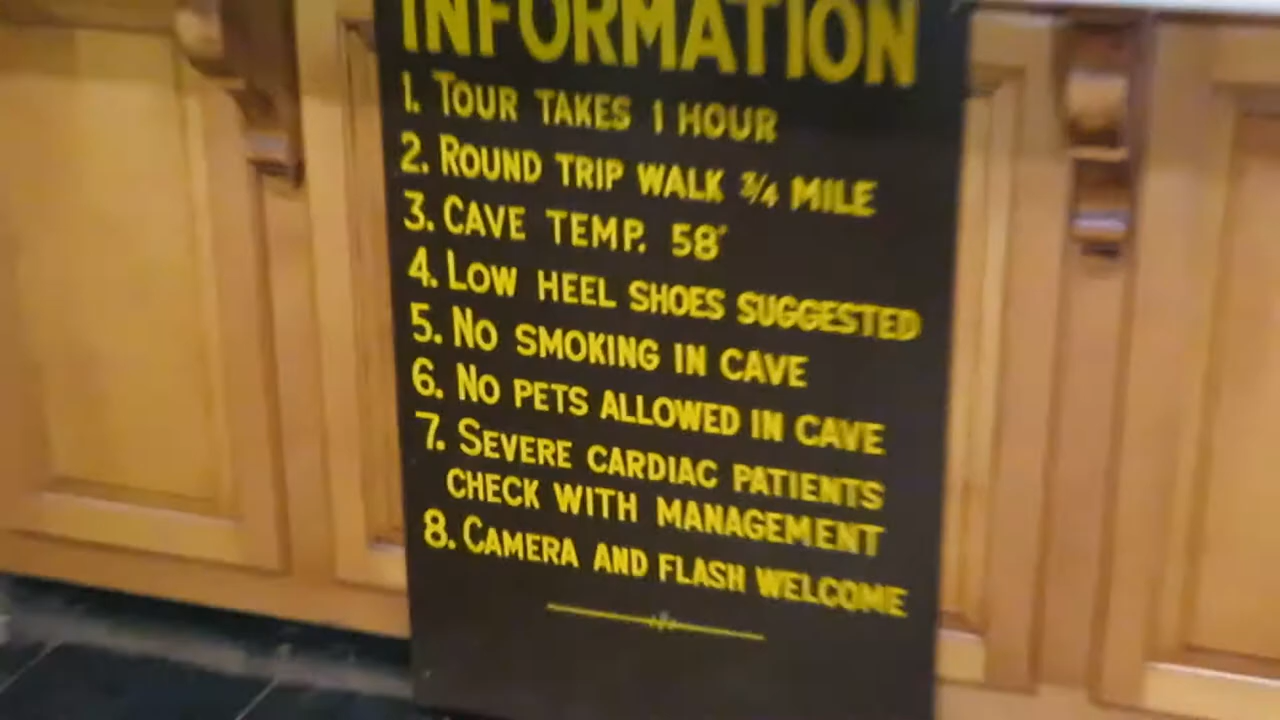 INFORMATION
1. TOUR TAKES 1 HOUR
2. ROUND TRIP WALK 3/4 MILE
3. CAVE TEMP. 58°
4. LOW HEEL SHOES SUGGESTED
5. NO SMOKING IN CAVE
6. NO PETS ALLOWED IN CAVE
7. SEVERE CARDIAC PATIENTS
CHECK WITH MANAGEMENT
8. CAMERA AND FLASH WELCOME